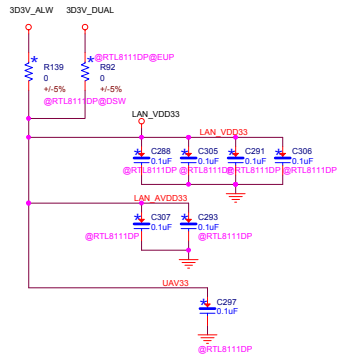 3D3V_ALW 3D3V_DUAL
@RTL8111DP@EUP
R139 R92
0 0
+/-5% +/-5%
@RTL8111DP@DSW
LAN_VDD33
LAN_VDD33
* C288 * C305 * C291 * C306
0.1uF 0.1uF 0.1uF 0.1uF
@RTL8111DP @RTL8111DP @RTL8111DP @RTL8111DP
LAN_AVDD33
* C307 * C293
0.1uF 0.1uF
@RTL8111DP @RTL8111DP
UAV33
* C297
0.1uF
@RTL8111DP